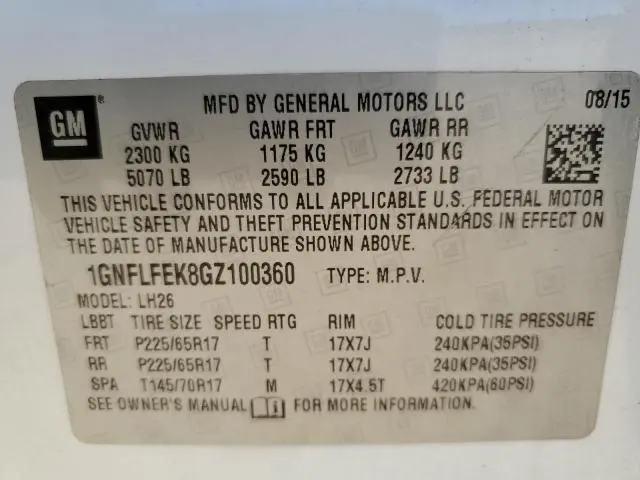 GM
MFD BY GENERAL MOTORS LLC 08/15
GVWR GAWR FRT GAWR RR
2300 KG 1175 KG 1240 KG
5070 LB 2590 LB 2733 LB
THIS VEHICLE CONFORMS TO ALL APPLICABLE U.S. FEDERAL MOTOR
VEHICLE SAFETY AND THEFT PREVENTION STANDARDS IN EFFECT ON
THE DATE OF MANUFACTURE SHOWN ABOVE.
1GNFLFEK8GZ100360 TYPE: M.P.V.
MODEL: LH26
LBBT TIRE SIZE SPEED RTG RIM COLD TIRE PRESSURE
FRT P225/65R17 T 17X7J 240KPA(35PSI)
RR P225/65R17 T 17X7J 240KPA(35PSI)
SPA T145/70R17 M 17X4.5T 420KPA(60PSI)
SEE OWNER'S MANUAL FOR MORE INFORMATION.